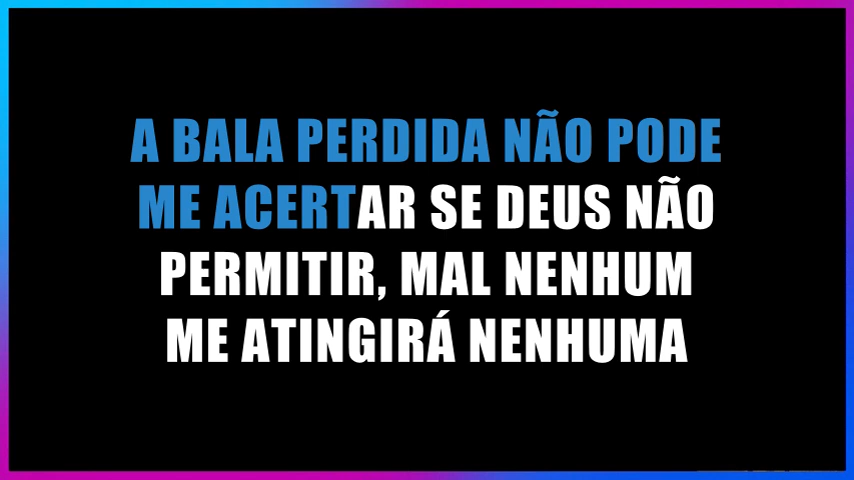 A BALA PERDIDA NÃO PODE
ME ACERTAR SE DEUS NÃO
PERMITIR, MAL NENHUM
ME ATINGIRÁ NENHUMA